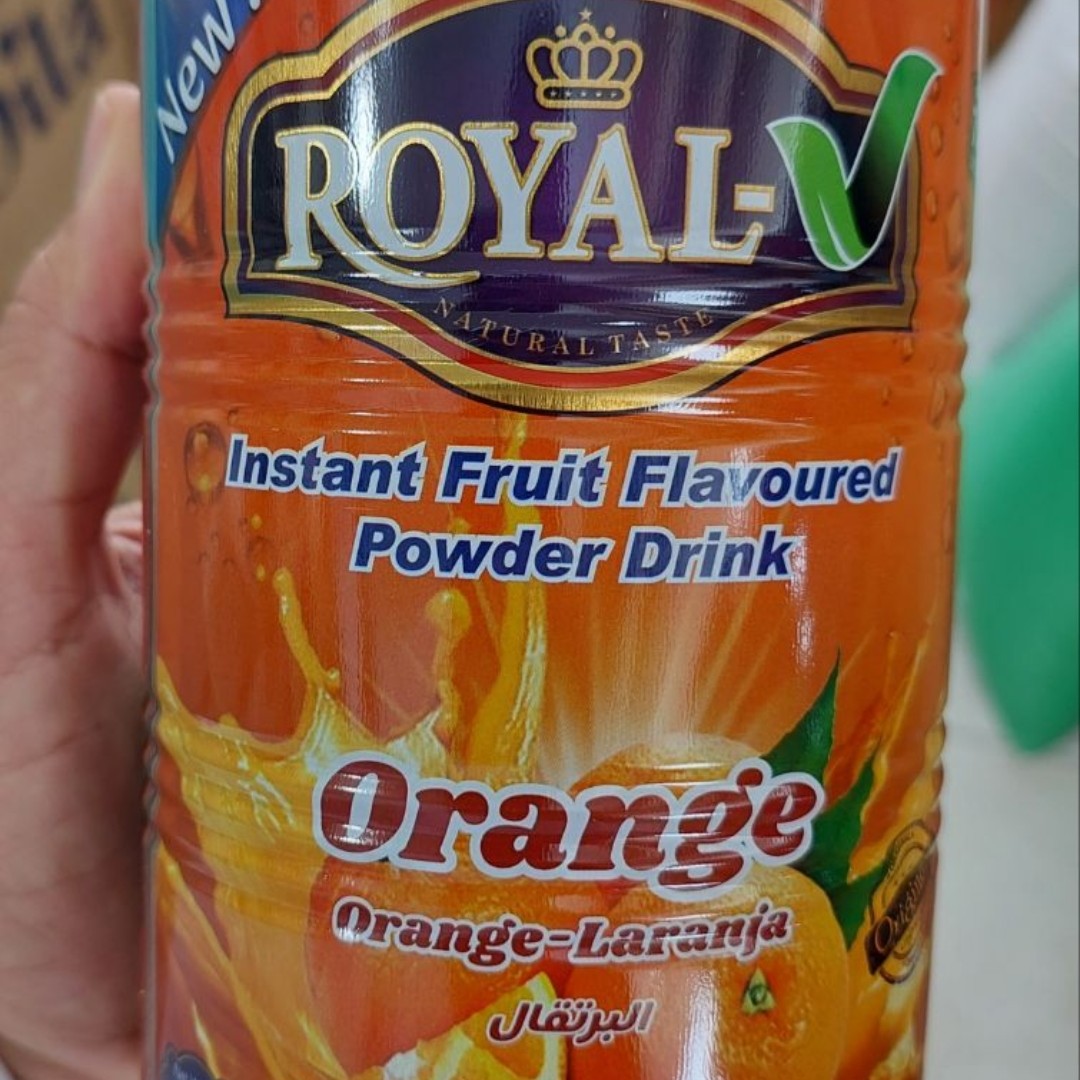 New
ROYAL-V
NATURAL TASTE
Instant Fruit Flavoured
Powder Drink
Orange
Orange-Laranja
البرتقال